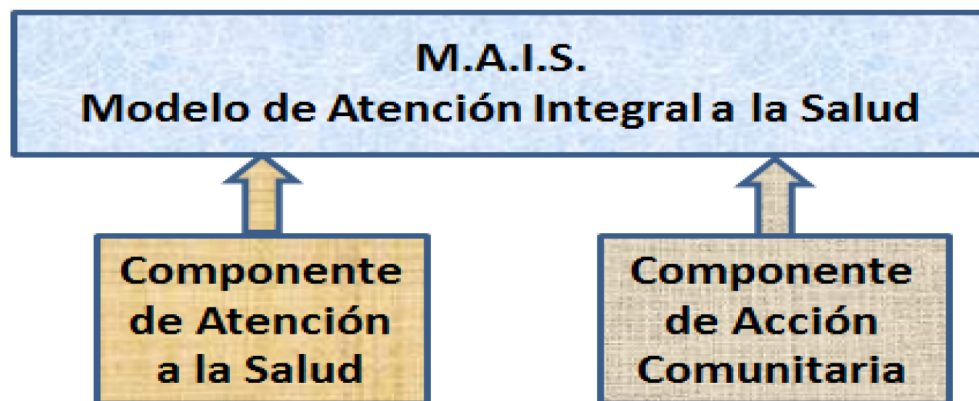 M.A.I.S.
Modelo de Atención Integral a la Salud
Componente
de Atención
a la Salud
Componente
de Acción
Comunitaria